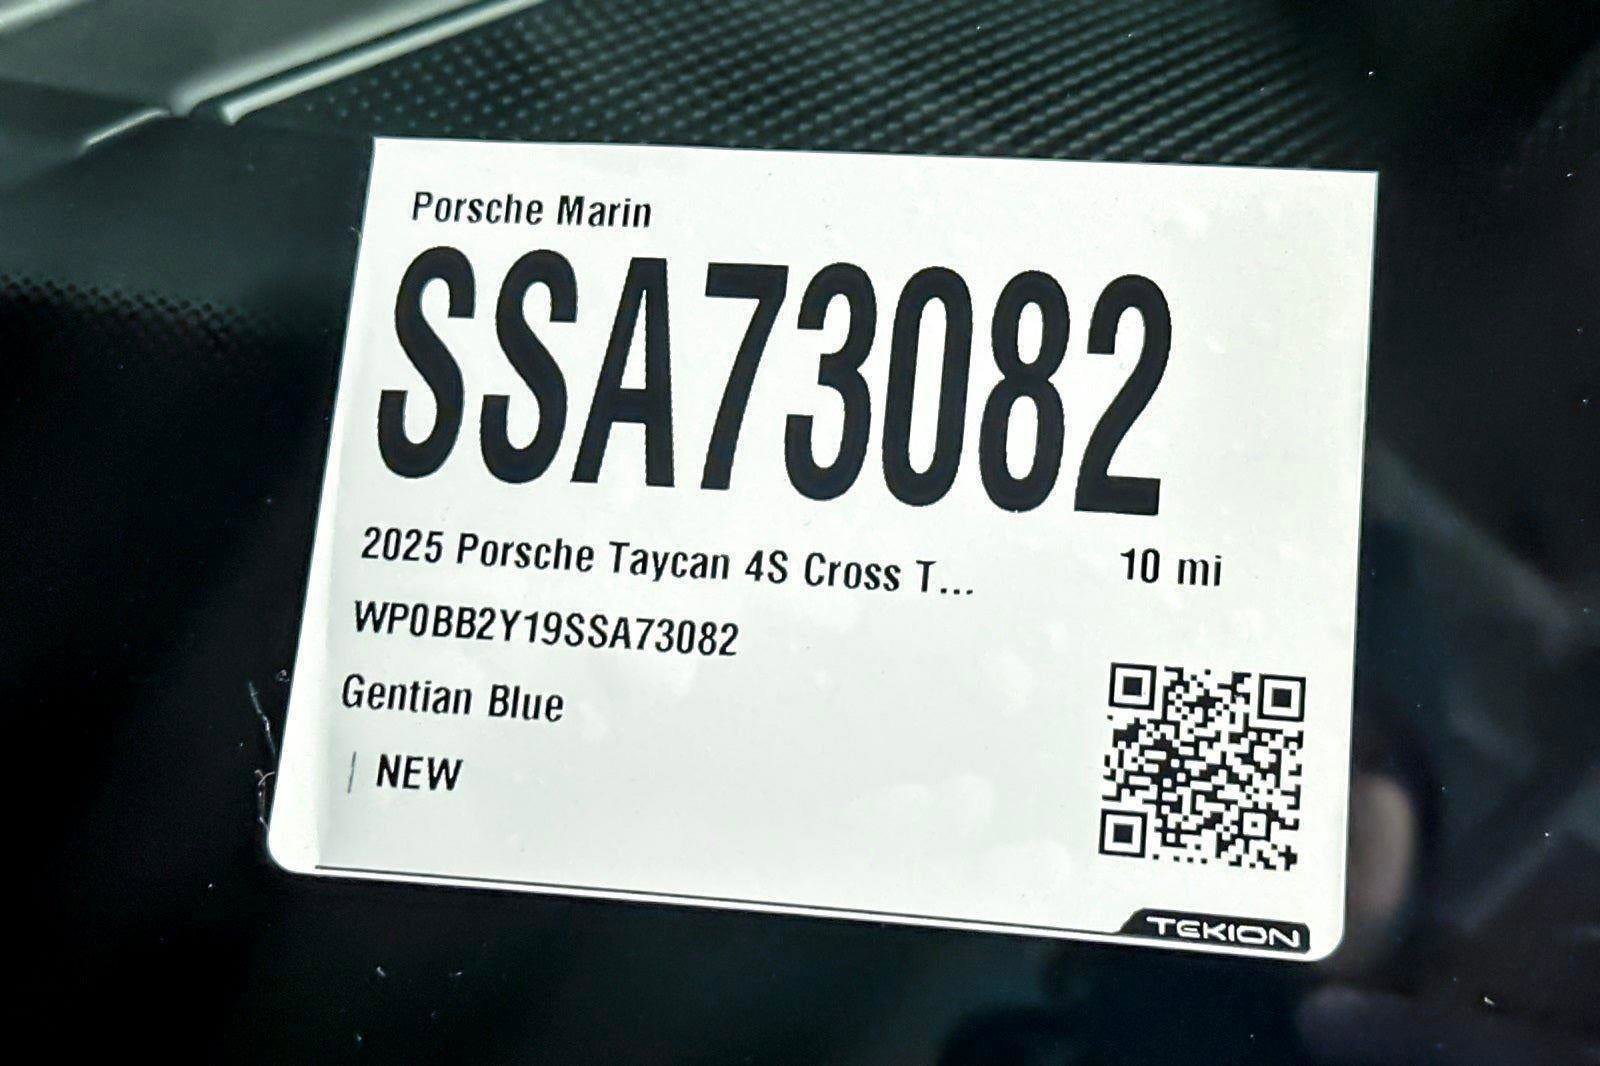 Porsche Marin
SSA73082
2025 Porsche Taycan 4S Cross T... 10 mi
WP0BB2Y19SSA73082
Gentian Blue
| NEW
TEKION